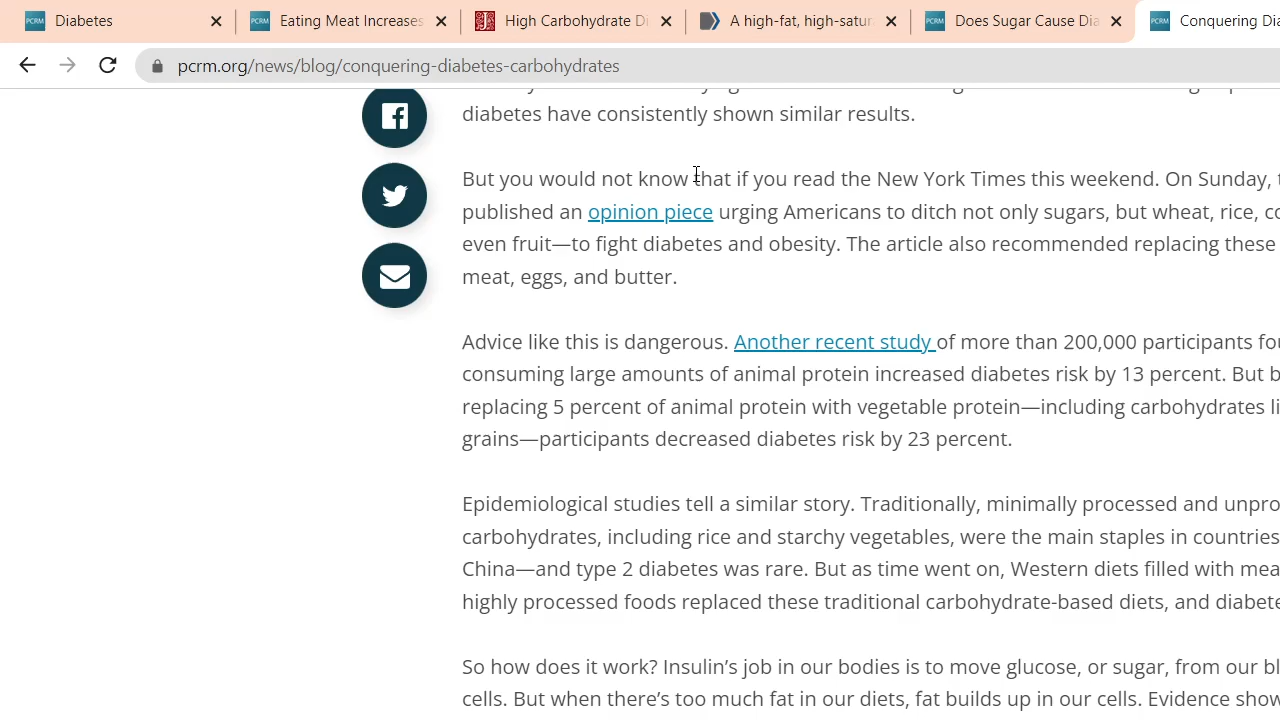 Diabetes
Eating Meat Increases
High Carbohydrate Di
A high-fat, high-satur
Does Sugar Cause Dia
Conquering Dia
pcrm.org/news/blog/conquering-diabetes-carbohydrates
diabetes have consistently shown similar results.
But you would not know that if you read the New York Times this weekend. On Sunday, t
published an opinion piece urging Americans to ditch not only sugars, but wheat, rice, co
even fruit—to fight diabetes and obesity. The article also recommended replacing these
meat, eggs, and butter.
Advice like this is dangerous. Another recent study of more than 200,000 participants fou
consuming large amounts of animal protein increased diabetes risk by 13 percent. But b
replacing 5 percent of animal protein with vegetable protein—including carbohydrates li
grains—participants decreased diabetes risk by 23 percent.
Epidemiological studies tell a similar story. Traditionally, minimally processed and unpro
carbohydrates, including rice and starchy vegetables, were the main staples in countries
China—and type 2 diabetes was rare. But as time went on, Western diets filled with mea
highly processed foods replaced these traditional carbohydrate-based diets, and diabete
So how does it work? Insulin’s job in our bodies is to move glucose, or sugar, from our bl
cells. But when there’s too much fat in our diets, fat builds up in our cells. Evidence show